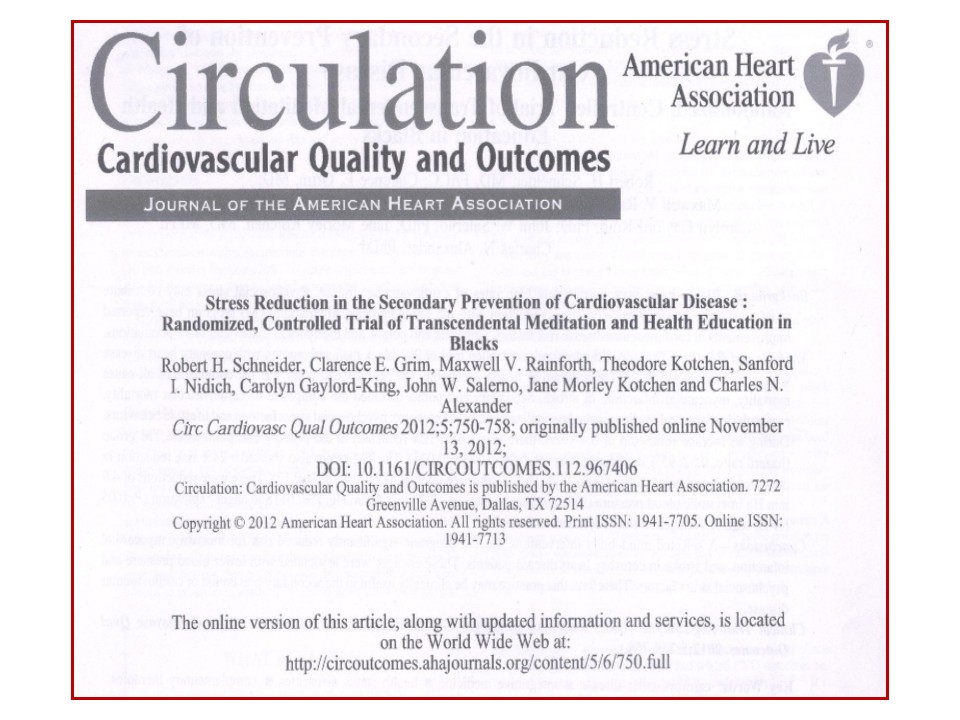 Circulation
Cardiovascular Quality and Outcomes
JOURNAL OF THE AMERICAN HEART ASSOCIATION
American Heart
Association
®
Learn and Live
Stress Reduction in the Secondary Prevention of Cardiovascular Disease :
Randomized, Controlled Trial of Transcendental Meditation and Health Education in
Blacks
Robert H. Schneider, Clarence E. Grim, Maxwell V. Rainforth, Theodore Kotchen, Sanford
I. Nidich, Carolyn Gaylord-King, John W. Salerno, Jane Morley Kotchen and Charles N.
Alexander
Circ Cardiovasc Qual Outcomes 2012;5;750-758; originally published online November
13, 2012;
DOI: 10.1161/CIRCOUTCOMES.112.967406
Circulation: Cardiovascular Quality and Outcomes is published by the American Heart Association. 7272
Greenville Avenue, Dallas, TX 72514
Copyright © 2012 American Heart Association. All rights reserved. Print ISSN: 1941-7705. Online ISSN:
1941-7713
The online version of this article, along with updated information and services, is located
on the World Wide Web at:
http://circoutcomes.ahajournals.org/content/5/6/750.full